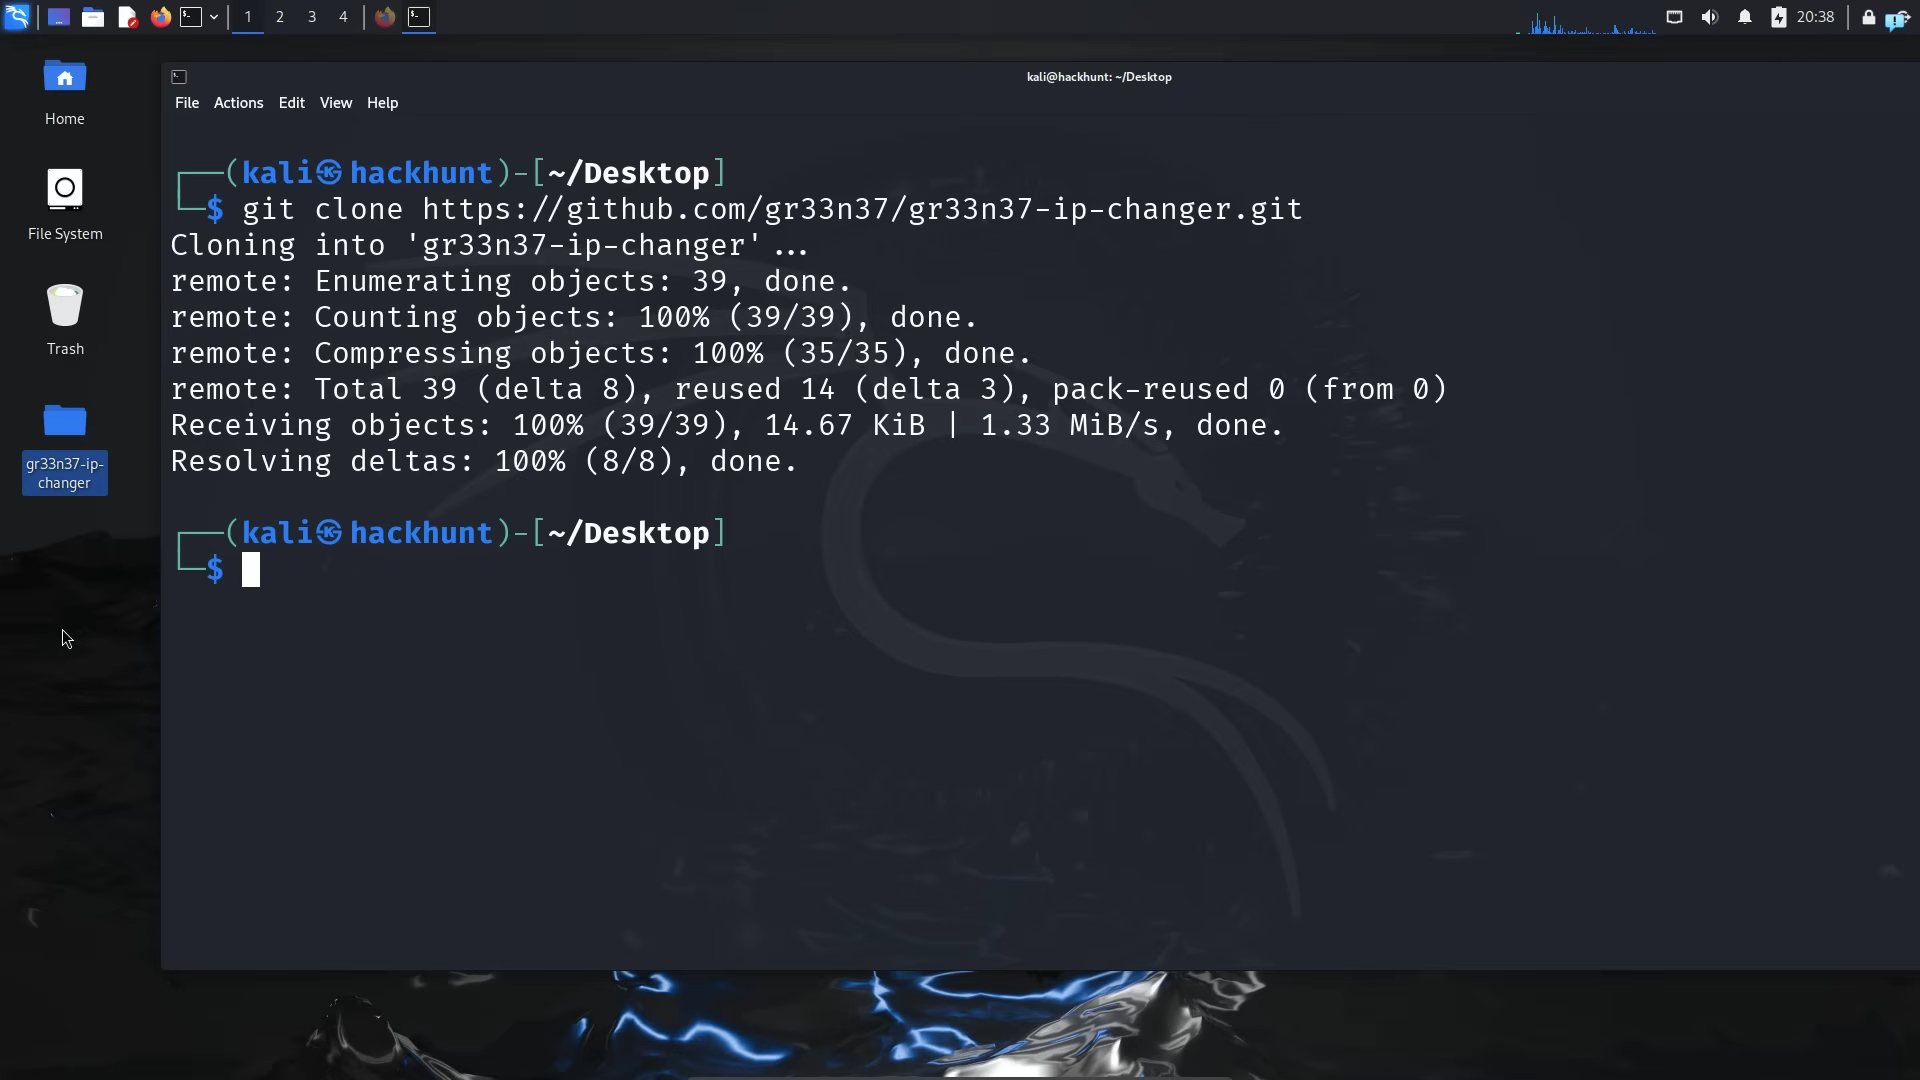 1 2 3 4
20:38
kali@hackhunt: ~/Desktop
File Actions Edit View Help
Home
File System
Trash
gr33n37-ip-
changer
┌──(kali㉿hackhunt)-[~/Desktop]
└─$ git clone https://github.com/gr33n37/gr33n37-ip-changer.git
Cloning into 'gr33n37-ip-changer'...
remote: Enumerating objects: 39, done.
remote: Counting objects: 100% (39/39), done.
remote: Compressing objects: 100% (35/35), done.
remote: Total 39 (delta 8), reused 14 (delta 3), pack-reused 0 (from 0)
Receiving objects: 100% (39/39), 14.67 KiB | 1.33 MiB/s, done.
Resolving deltas: 100% (8/8), done.
┌──(kali㉿hackhunt)-[~/Desktop]
└─$